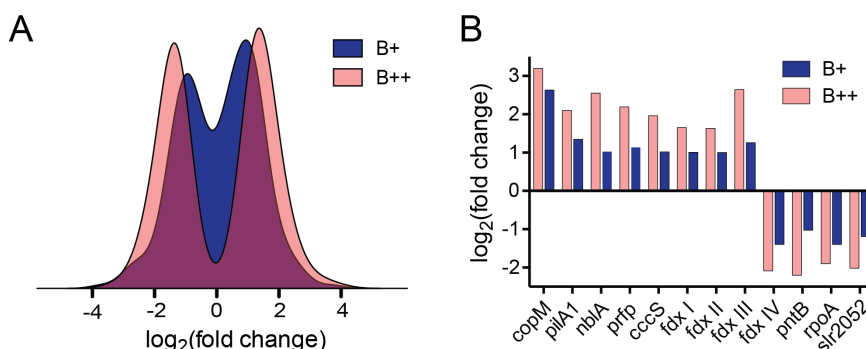 A
B+
B++
-4 -2 0 2 4
log2(fold change)
B
log2(fold change)
3
2
1
0
-1
-2
B+
B++
copM pilA1 nblA prfp cccS fdx I fdx II fdx III fdx IV pntB rpoA slr2052